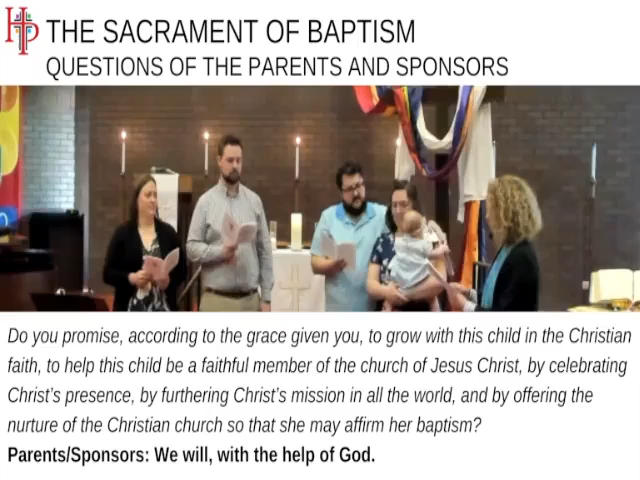 THE SACRAMENT OF BAPTISM
QUESTIONS OF THE PARENTS AND SPONSORS
Do you promise, according to the grace given you, to grow with this child in the Christian
faith, to help this child be a faithful member of the church of Jesus Christ, by celebrating
Christ's presence, by furthering Christ's mission in all the world, and by offering the
nurture of the Christian church so that she may affirm her baptism?
Parents/Sponsors: We will, with the help of God.